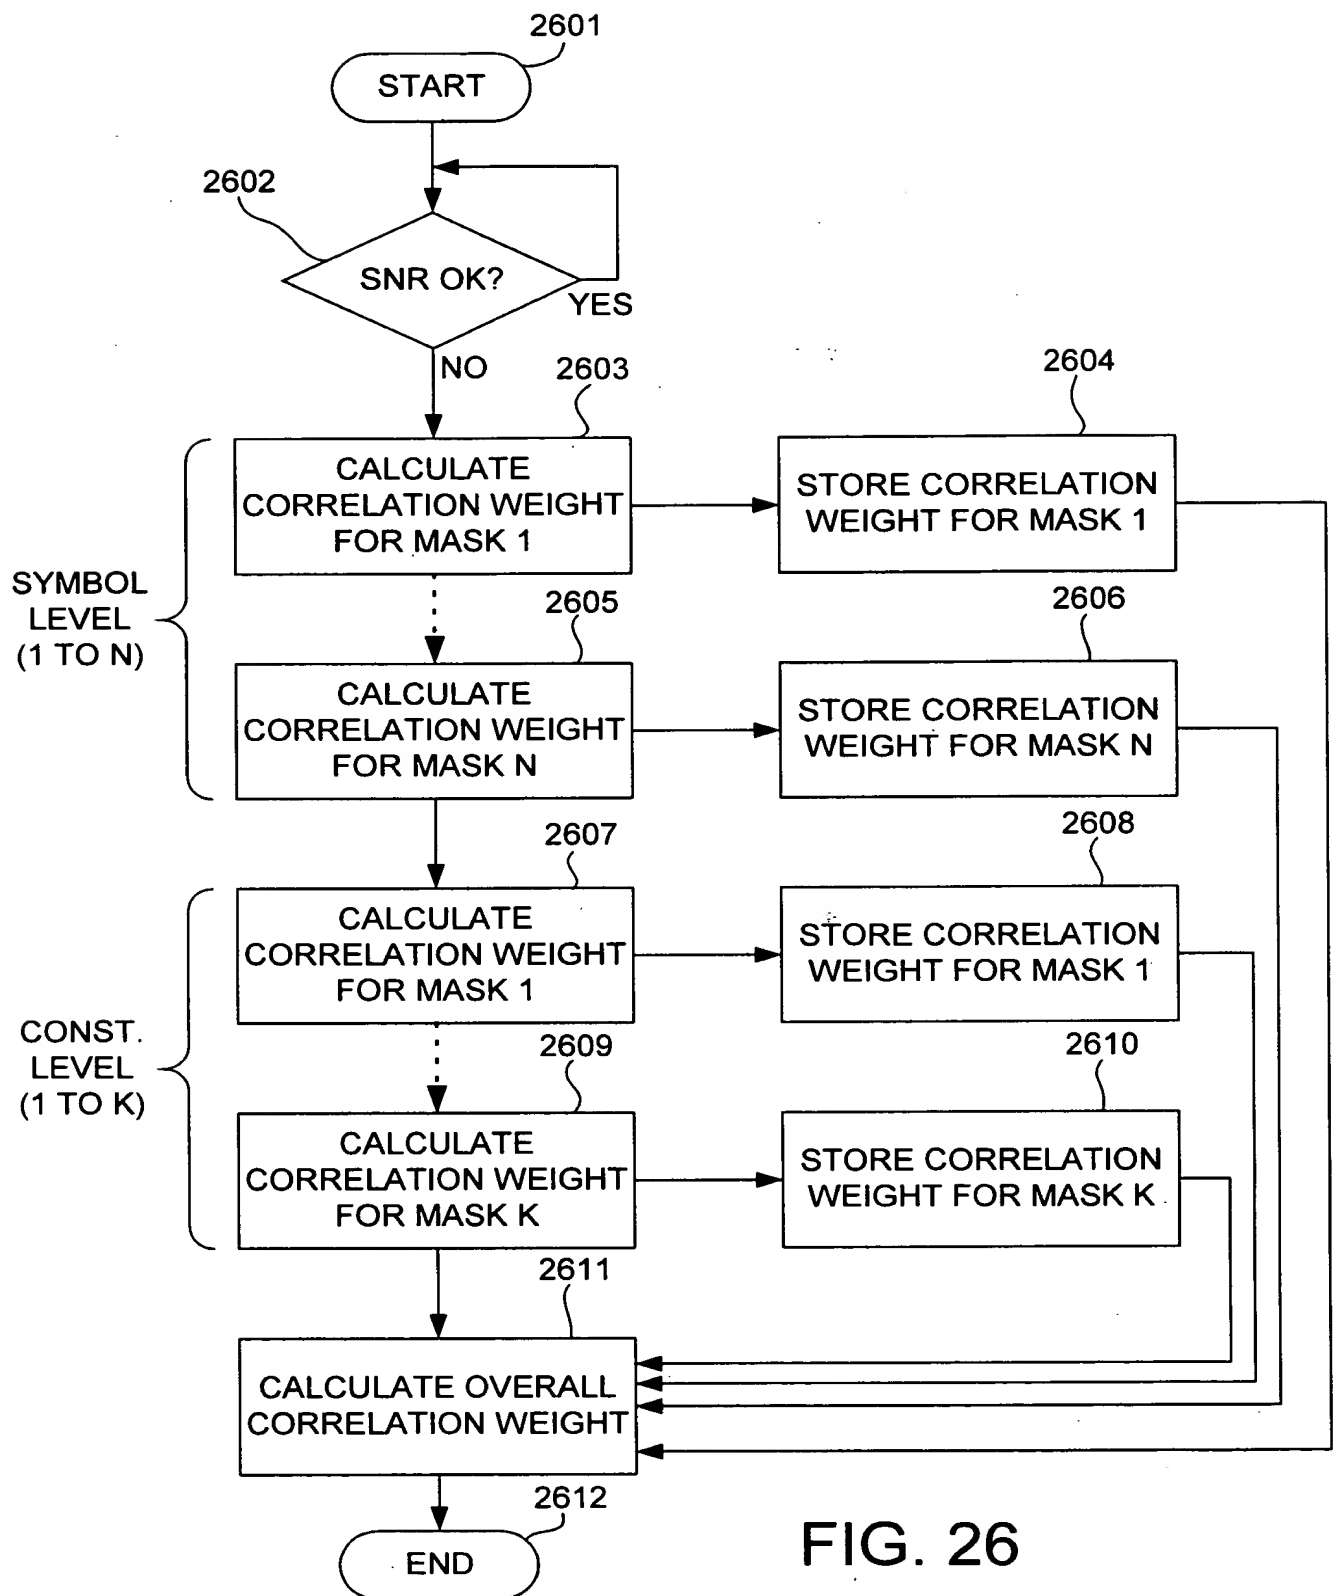 2601
START
2602
SNR OK?
YES
NO
2603
CALCULATE
CORRELATION WEIGHT
FOR MASK 1
2604
STORE CORRELATION
WEIGHT FOR MASK 1
SYMBOL
LEVEL
(1 TO N)
2605
CALCULATE
CORRELATION WEIGHT
FOR MASK N
2606
STORE CORRELATION
WEIGHT FOR MASK N
2607
CALCULATE
CORRELATION WEIGHT
FOR MASK 1
2608
STORE CORRELATION
WEIGHT FOR MASK 1
CONST.
LEVEL
(1 TO K)
2609
CALCULATE
CORRELATION WEIGHT
FOR MASK K
2610
STORE CORRELATION
WEIGHT FOR MASK K
2611
CALCULATE OVERALL
CORRELATION WEIGHT
2612
END
FIG. 26